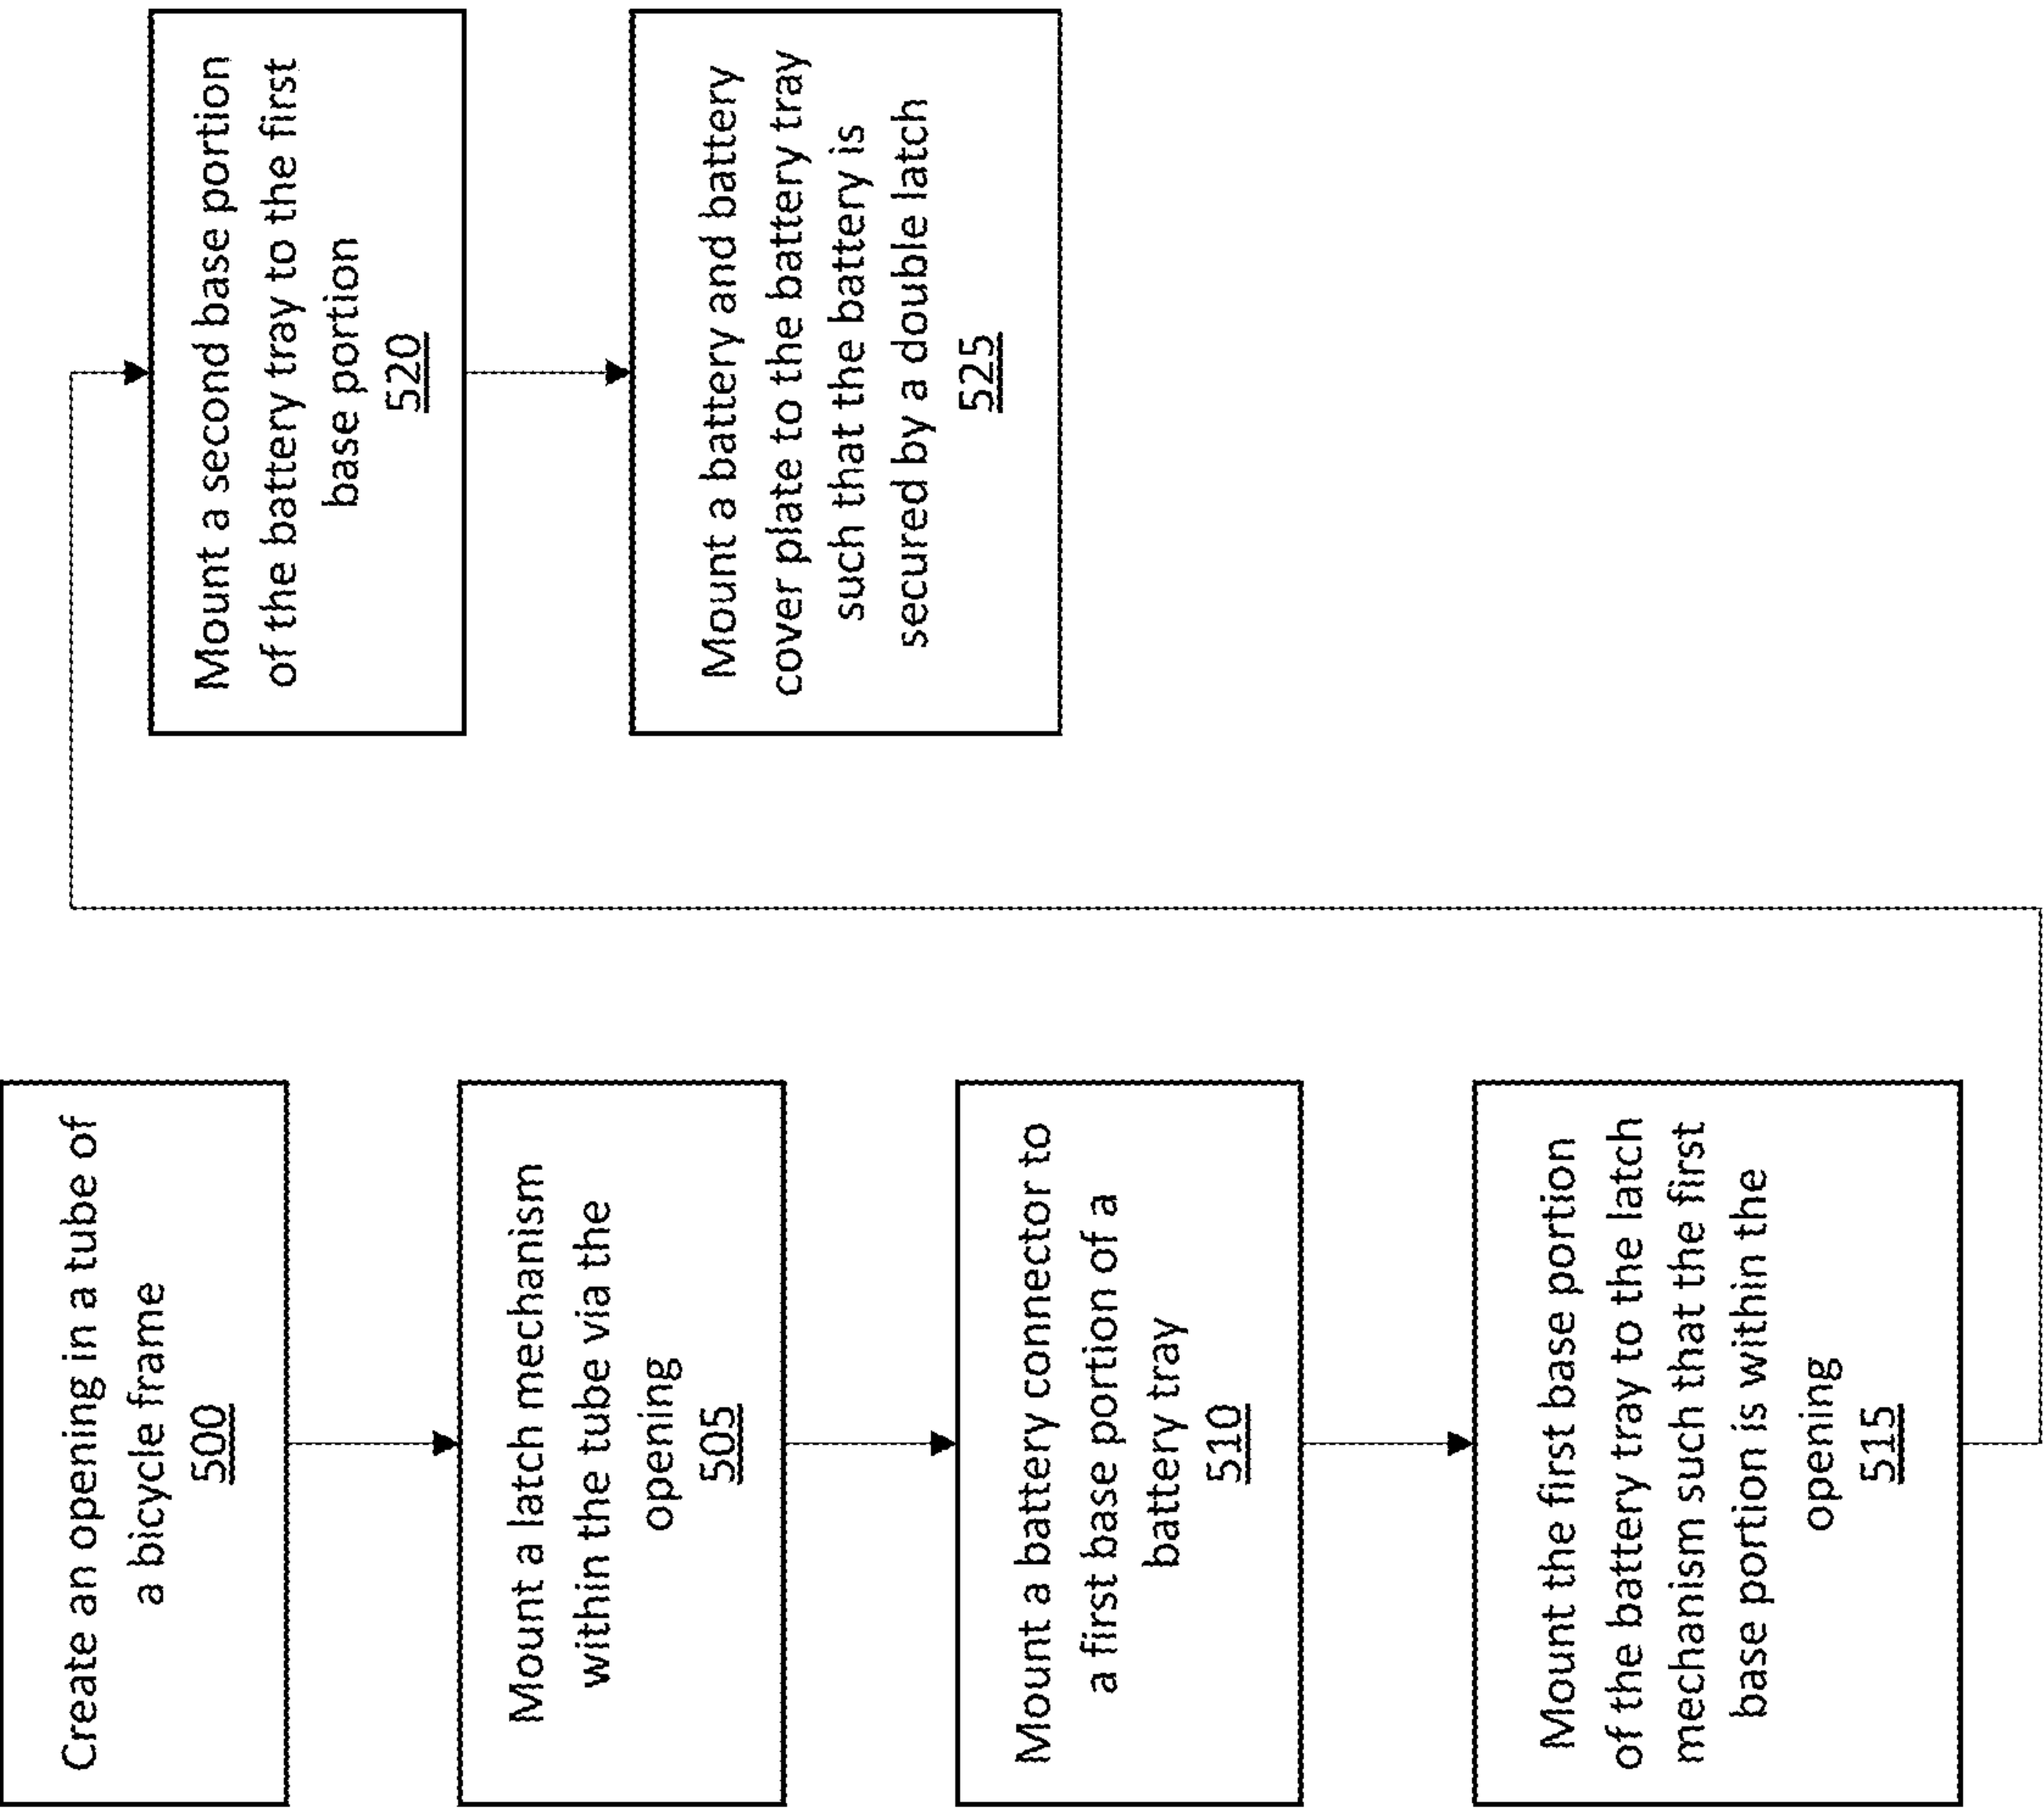 Create an opening in a tube of
a bicycle frame
500
Mount a latch mechanism
within the tube via the
opening
505
Mount a battery connector to
a first base portion of a
battery tray
510
Mount the first base portion
of the battery tray to the latch
mechanism such that the first
base portion is within the
opening
515
Mount a second base portion
of the battery tray to the first
base portion
520
Mount a battery and battery
cover plate to the battery tray
such that the battery is
secured by a double latch
525